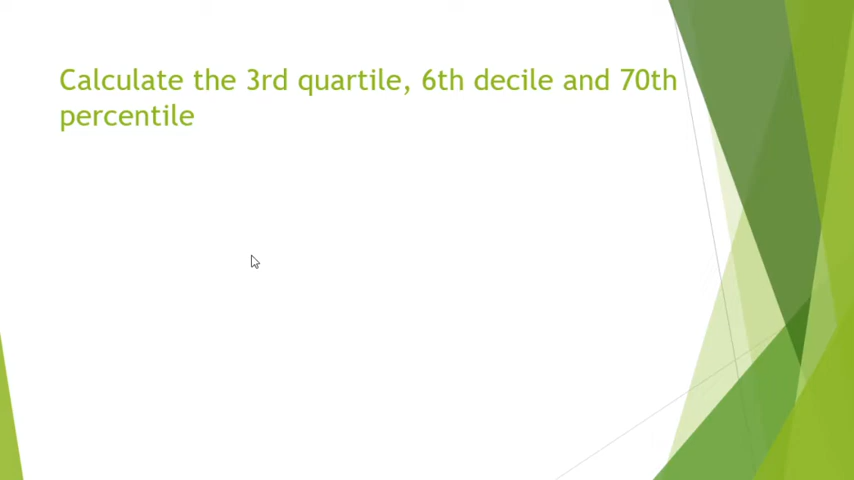 Calculate the 3rd quartile, 6th decile and 70th
percentile